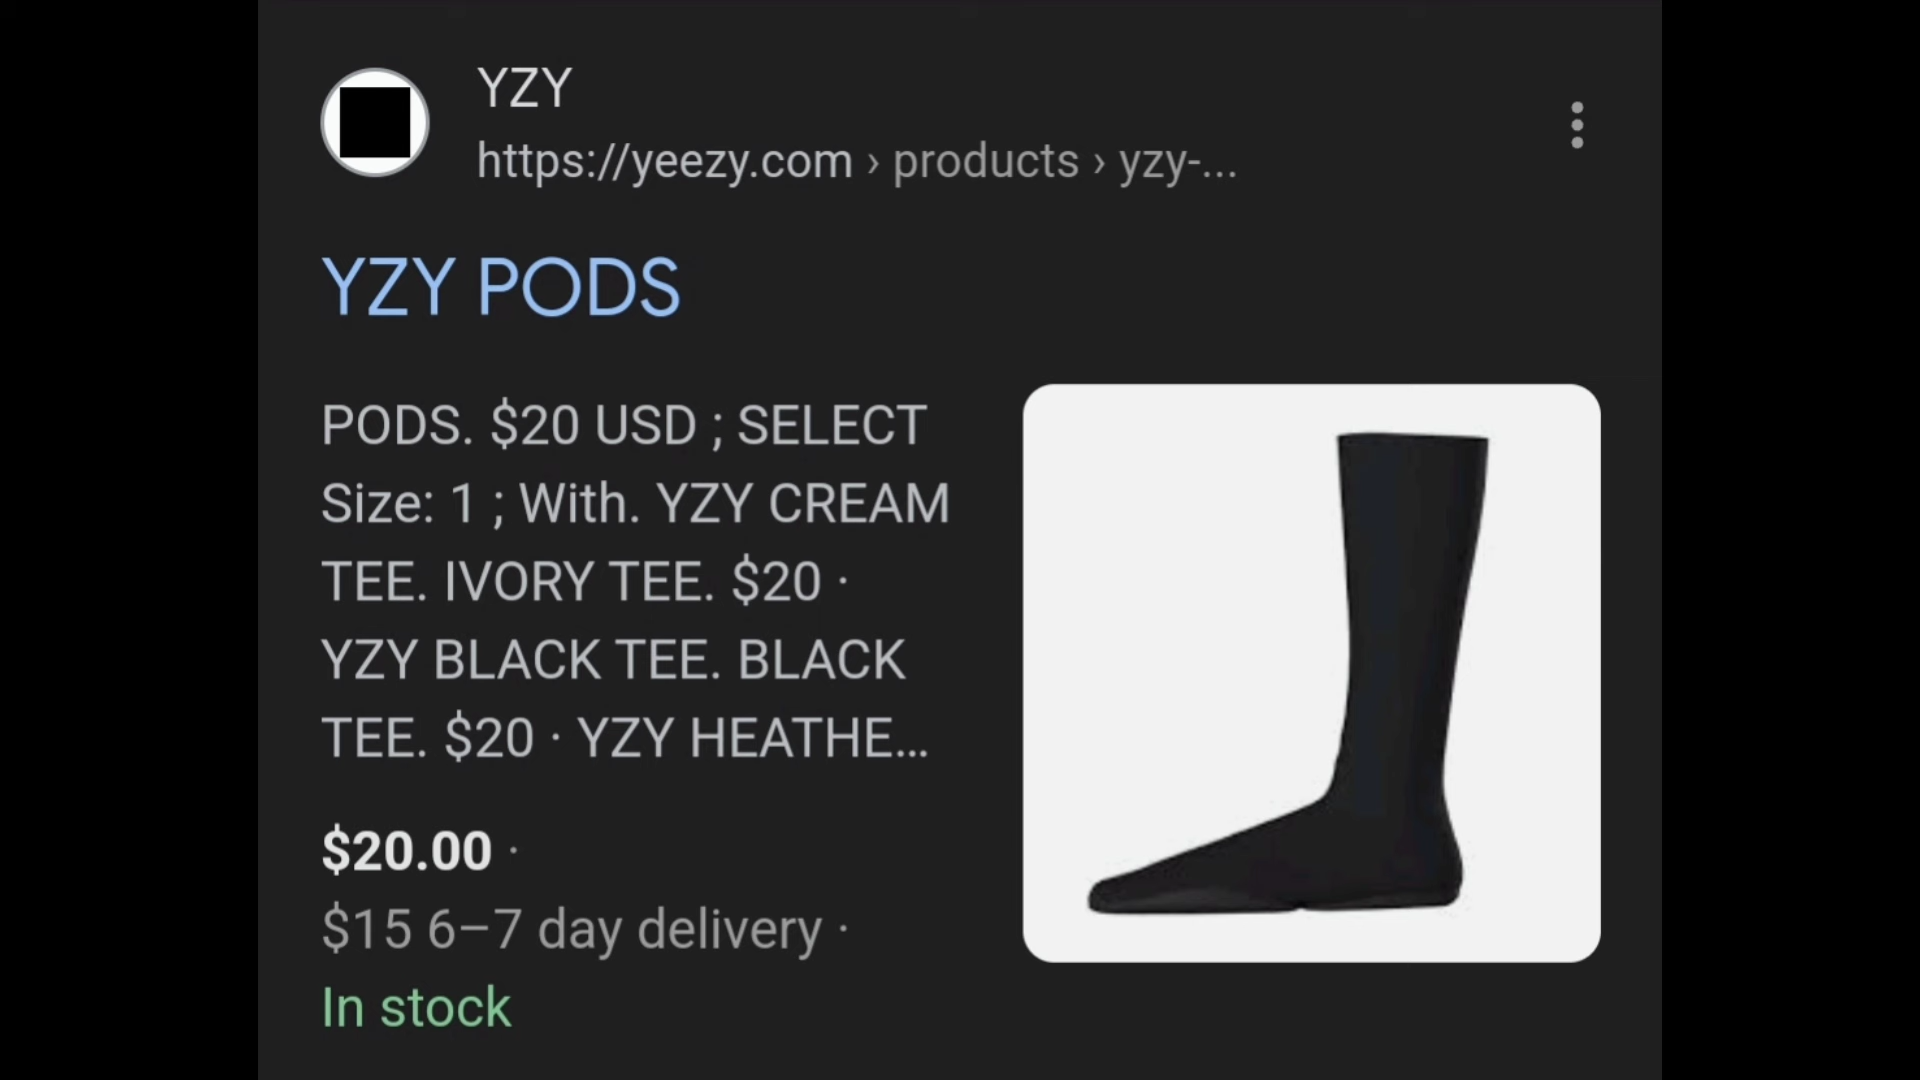 YZY
https://yeezy.com › products › yzy-...
YZY PODS
PODS. $20 USD ; SELECT
Size: 1 ; With. YZY CREAM
TEE. IVORY TEE. $20 ·
YZY BLACK TEE. BLACK
TEE. $20 · YZY HEATHE...
$20.00 ·
$15 6–7 day delivery ·
In stock